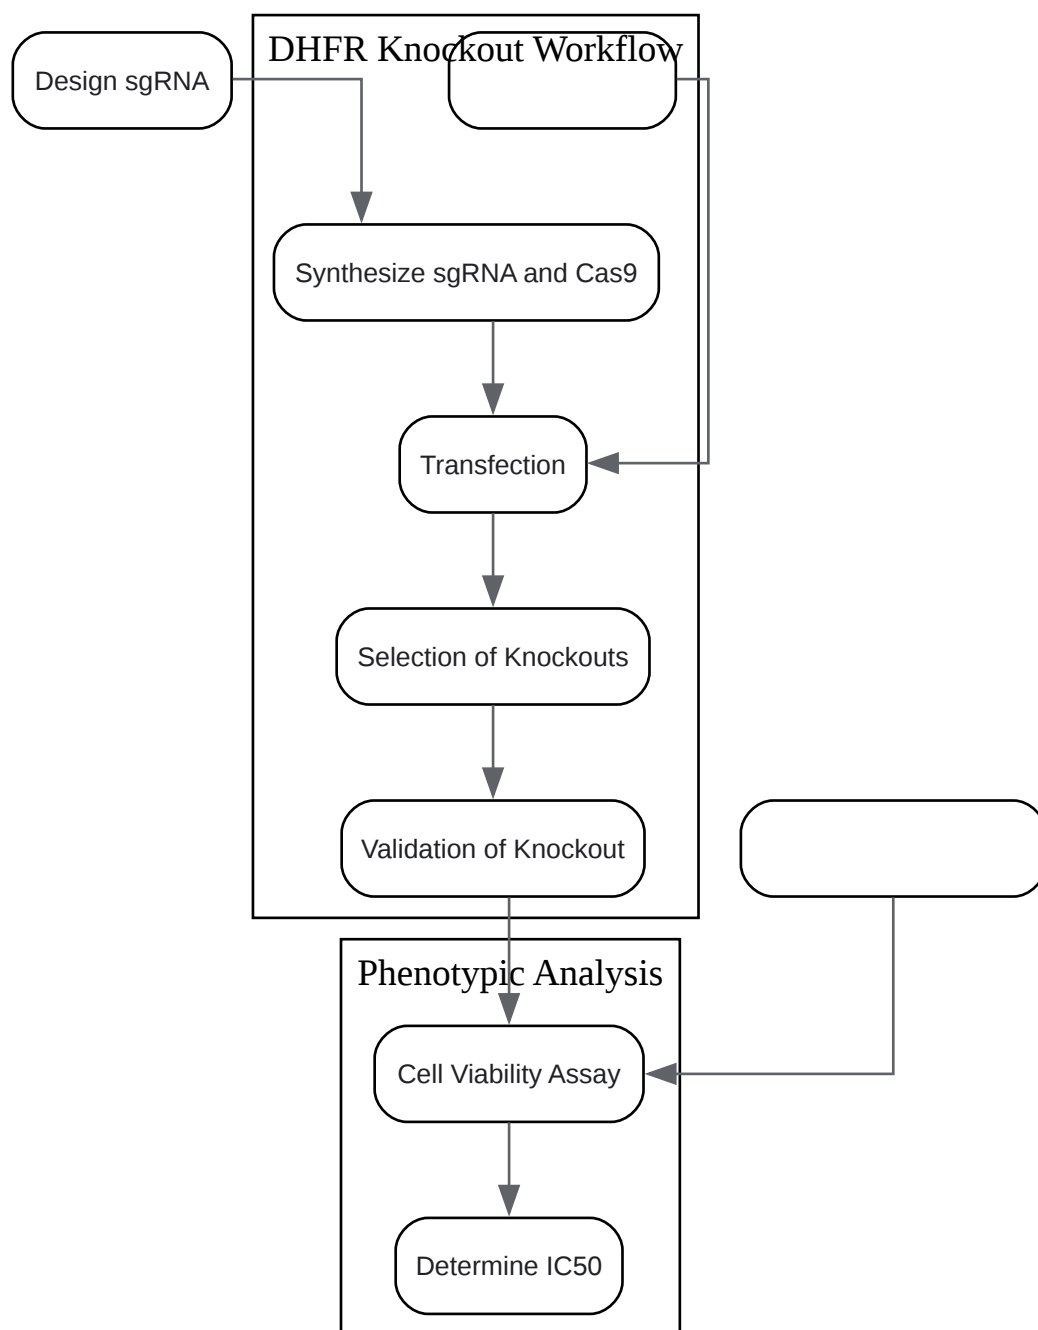 DHFR Knockout Workflow
Design sgRNA
Synthesize sgRNA and Cas9
Transfection
Selection of Knockouts
Validation of Knockout
Phenotypic Analysis
Cell Viability Assay
Determine IC50